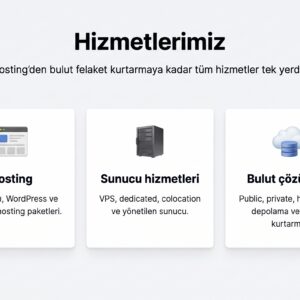 Hizmetlerimiz
osting'den bulut felaket kurtarmaya kadar tüm hizmetler tek yerd
osting
, WordPress ve
hosting paketleri.
Sunucu hizmetleri
VPS, dedicated, colocation
ve yönetilen sunucu.
Bulut çözü
Public, private, h
depolama ve
kurtarm